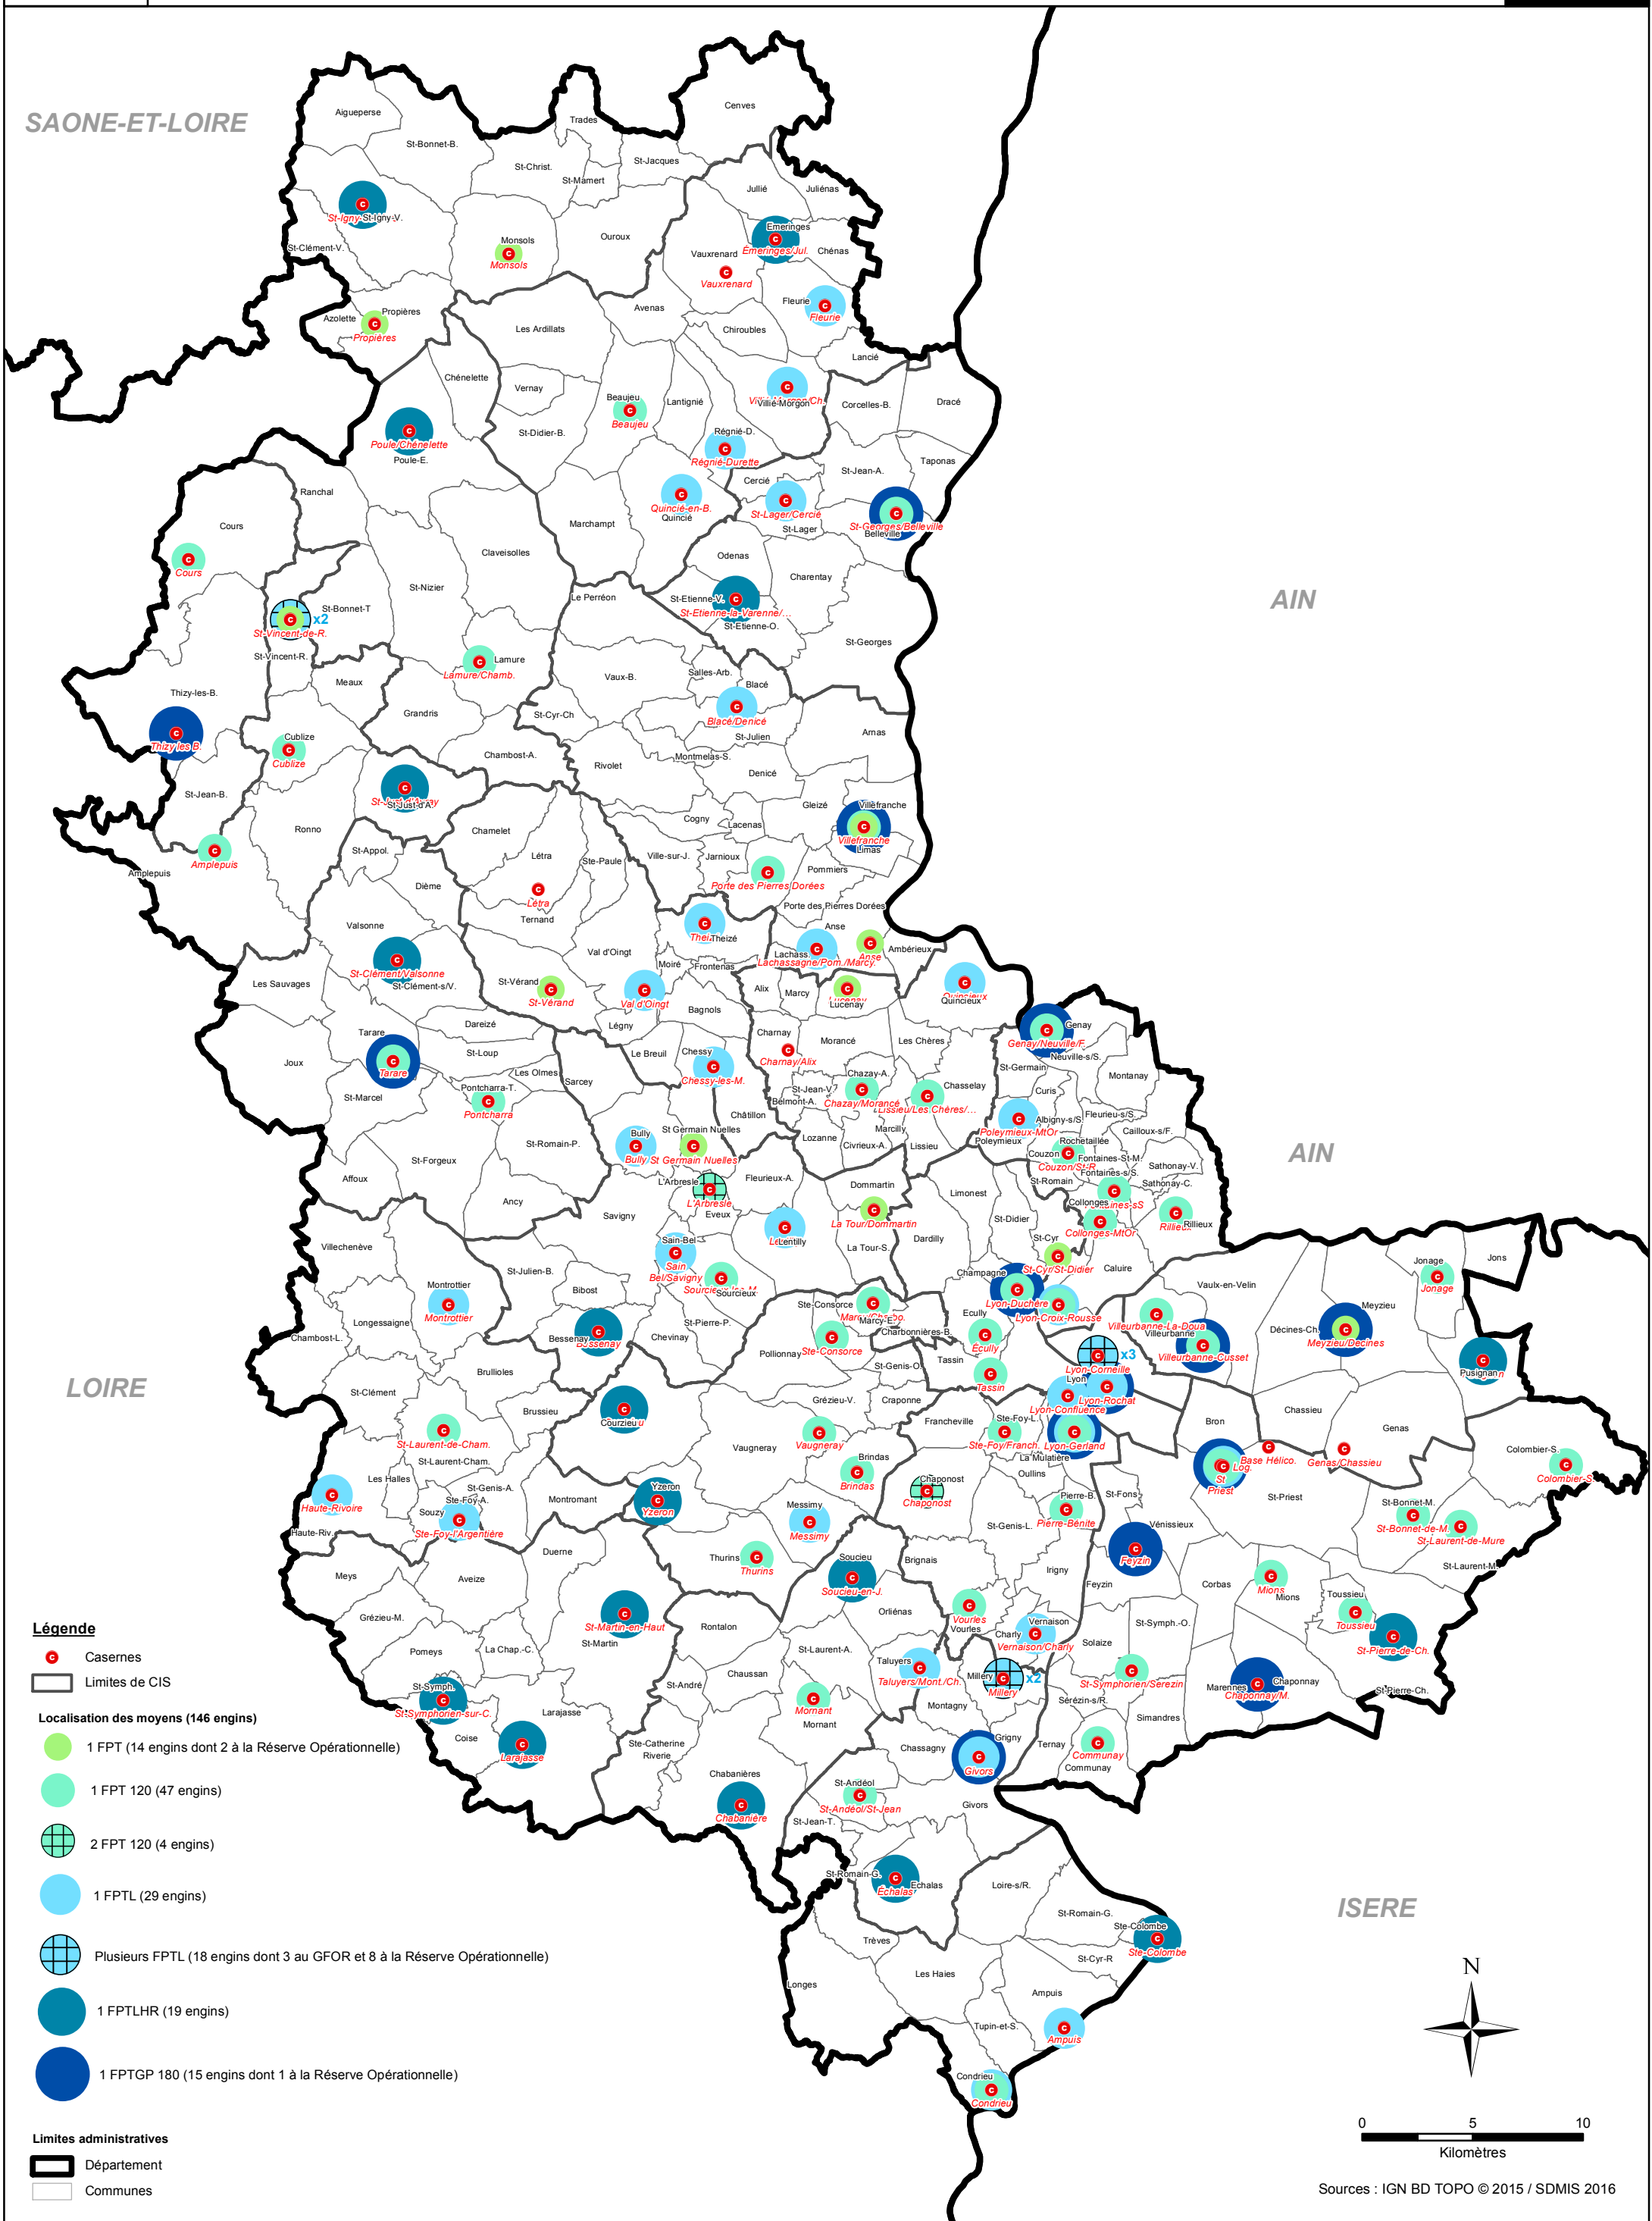 SAONE-ET-LOIRE
Cenves
Aigueperse
Trades
St-Bonnet-B.
St-Christ.
St-Jacques
St-Mamert
Jullié
Juliénas
St-Igny-V.
Emeringes
Émeringes/Jul.
Monsols
Monsols
Ouroux
St-Clément-V.
Vauxrenard
Vauxrenard
Chénas
Fleurie
Fleurie
Azolette
Propières
Propières
Avenas
Les Ardillats
Chiroubles
Lancié
Chénelette
Vernay
Beaujeu
Beaujeu
Lantignié
Villié-Morgon
Corcelles-B.
Dracé
St-Didier-B.
Régnié-D.
Régnié-Durette
Poule/Chénelette
Poule-E.
St-Jean-A.
Taponas
Cercié
St-Lager/Cercié
St-Lager
Quincié-en-B.
Quincié
St-Georges/Belleville
Belleville
Ranchal
Cours
Cours
Marchampt
Claveisolles
Odenas
Charentay
St-Nizier
Le Perréon
St-Etienne-V.
St-Etienne-la-Varenne/...
St-Etienne-O.
St-Bonnet-T
x2
St-Vincent-de-R.
St-Vincent-R.
St-Georges
Lamure
Lamure/Chamb.
Meaux
Vaux-B.
Salles-Arb.
Blacé
Blacé/Denicé
Thizy-les-B.
Thizy les B.
Grandris
St-Cyr-Ch
St-Julien
Arnas
Cublize
Cublize
Chambost-A.
Montmelas-S.
Rivolet
Denicé
St-Jean-B.
St-Just-d'A.
Gleizé
Villefranche
Villefranche
Limas
Cogny
Lacenas
Ronno
Chamelet
Amplepuis
Amplepuis
St-Appol.
Létra
Létra
Ste-Paule
Ville-sur-J.
Jarnioux
Pommiers
Porte des Pierres Dorées
Porte des Pierres Dorées
Dième
Ternand
Valsonne
Theizé
Anse
Anse
Ambérieux
Lachass.
Lachassagne/Pom./Marcy.
Val d'Oingt
Val d'Oingt
Moiré
Frontenas
St-Clément/Valsonne
St-Clément-s/V.
Les Sauvages
St-Vérand
St-Vérand
Alix
Marcy
Lucenay
Quincieux
Bagnols
Légny
Dareizé
Tarare
Tarare
Joux
St-Loup
Charnay
Charnay/Alix
Morancé
Les Chères
Genay
Genay/Neuville/F.
Neuville-s/S.
Le Breuil
Chessy
Chessy-les-M.
Les Olmes
Sarcey
Pontcharra-T.
Pontcharra
St-Marcel
St-Germain
Montanay
Chazay-A.
Chazay/Morancé
Chasselay
Lissieu/Les Chères/...
St-Jean-V.
Belmont-A.
Curis
Châtillon
Albigny-s/S.
Poleymieux-MtOr
Poleymieux
Fleurieu-s/S.
Cailloux-s/F.
Marcilly
Civrieux-A.
Lozanne
Lissieu
St-Romain-P.
Bully
Bully
St Germain Nuelles
St Germain Nuelles
Rochetaillée
Couzon
Couzon/St-R.
Fontaines-St-M.
Fontaines-s/S.
Sathonay-V.
Sathonay-C.
St-Forgeux
Affoux
Ancy
L'Arbresle
L'Arbresle
Eveux
Fleurieux-A.
Dommartin
La Tour/Dommartin
La Tour-S.
Limonest
St-Romain
Collonges
Collonges-MtOr
Rillieux
Savigny
Lentilly
Dardilly
St-Didier
St-Cyr
St-Cyr/St-Didier
Caluire
Villechenève
Sain-Bel
Sain
Bel/Savigny
Sourcieux
St-Julien-B.
Bibost
Montrottier
Montrottier
Longessaigne
Chambost-L.
Bessenay
Bessenay
Chevinay
St-Pierre-P.
Ste-Consorce
Ste-Consorce
Marcy-E.
Charbonnières-B.
Champagne
Lyon-Duchère
Lyon-Croix-Rousse
Ecully
Écully
Vaulx-en-Velin
Villeurbanne-La-Doua
Villeurbanne
Villeurbanne-Cusset
Décines-Ch.
Meyzieu
Meyzieu/Décines
Jonage
Jonage
Jons
Pusignan
Pollionnay
St-Genis-O.
Tassin
Tassin
x3
Lyon-Corneille
Lyon
Lyon-Rochat
Lyon-Confluence
LOIRE
AIN
AIN
Brullioles
St-Clément
Brussieu
Courzieu
Grézieu-V.
Craponne
Francheville
Ste-Foy-L.
Ste-Foy/Franch.
Lyon-Gerland
La Mulatière
Bron
Chassieu
Genas
Genas/Chassieu
Base Hélico.
Log.
St
Priest
St-Priest
Colombier-S.
Colombier-S.
St-Laurent-de-Cham.
St-Laurent-Cham.
Vaugneray
Vaugneray
Brindas
Brindas
Chaponost
Chaponost
Oullins
Pierre-B.
Pierre-Bénite
St-Fons
St-Genis-L.
Les Halles
St-Genis-A.
Ste-Foy-A.
Souzy
Ste-Foy-l'Argentière
Haute-Rivoire
Haute-Riv.
Montromant
Yzeron
Yzeron
Messimy
Messimy
Vénissieux
Feyzin
Feyzin
St-Bonnet-M.
St-Bonnet-de-M.
St-Laurent-de-Mure
St-Laurent-M.
Duerne
Thurins
Thurins
Soucieu
Soucieu-en-J.
Brignais
Irigny
Corbas
Mions
Mions
Toussieu
Toussieu
St-Pierre-de-Ch.
St-Pierre-Ch.
Meys
Aveize
Grézieu-M.
St-Martin-en-Haut
St-Martin
Rontalon
Orliénas
Vourles
Vourles
Charly
Vernaison
Vernaison/Charly
Solaize
St-Symph.-O.
St-Symphorien/Serezin
Sérézin-s/R.
Pomeys
La Chap.-C.
St-Laurent-A.
Taluyers
Taluyers/Mont./Ch.
Millery
Millery
x2
Marennes
Chaponnay
Chaponnay/M.
Chaussan
St-André
St-Symph.
St-Symphorien-sur-C.
Coise
Larajasse
Larajasse
Mornant
Mornant
Montagny
Simandres
Ste-Catherine
Riverie
Chassagny
Grigny
Givors
Givors
Ternay
Communay
Communay
Chabanières
Chabanière
St-Andéol
St-Andéol/St-Jean
St-Jean-T.
St-Romain-G.
Échalas
Echalas
Loire-s/R.
St-Romain-G.
Ste-Colombe
Ste-Colombe
St-Cyr-R
Trèves
Longes
Les Haies
Ampuis
Ampuis
Tupin-et-S.
Condrieu
Condrieu
ISERE
Légende
Casernes
Limites de CIS
Localisation des moyens (146 engins)
1 FPT (14 engins dont 2 à la Réserve Opérationnelle)
1 FPT 120 (47 engins)
2 FPT 120 (4 engins)
1 FPTL (29 engins)
Plusieurs FPTL (18 engins dont 3 au GFOR et 8 à la Réserve Opérationnelle)
1 FPTLHR (19 engins)
1 FPTGP 180 (15 engins dont 1 à la Réserve Opérationnelle)
Limites administratives
Département
Communes
N
0 5 10
Kilomètres
Sources : IGN BD TOPO © 2015 / SDMIS 2016